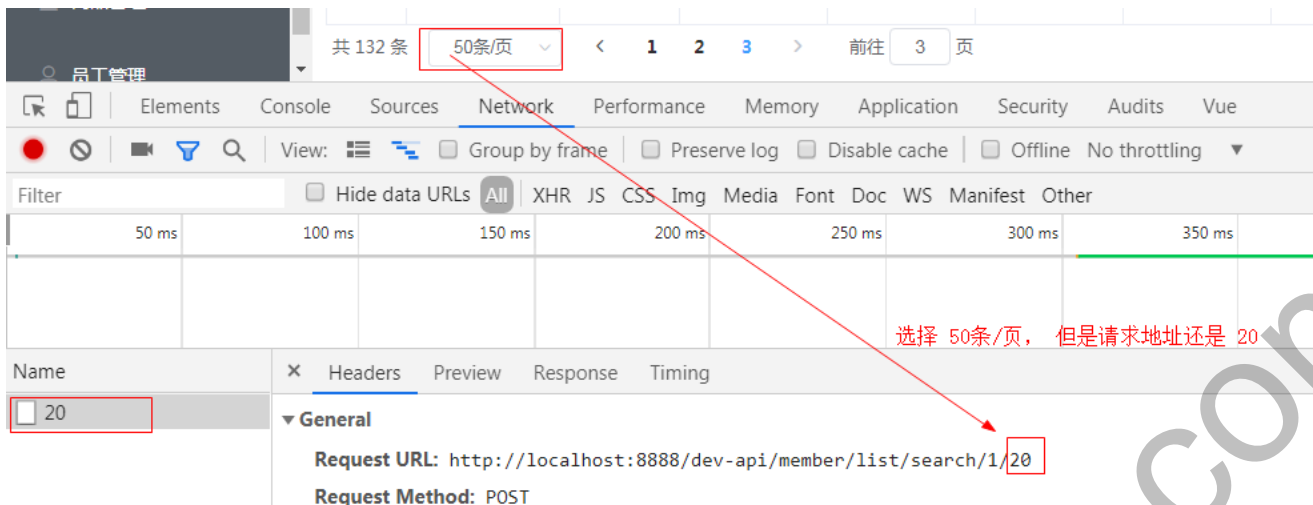 共 132 条 50条/页 < 1 2 3 > 前往 3 页
员工管理
Elements Console Sources Network Performance Memory Application Security Audits Vue
View: Group by frame Preserve log Disable cache Offline No throttling ▼
Filter Hide data URLs All XHR JS CSS Img Media Font Doc WS Manifest Other
50 ms 100 ms 150 ms 200 ms 250 ms 300 ms 350 ms
选择 50条/页， 但是请求地址还是 20
Name × Headers Preview Response Timing
20
▼ General
Request URL: http://localhost:8888/dev-api/member/list/search/1/20
Request Method: POST